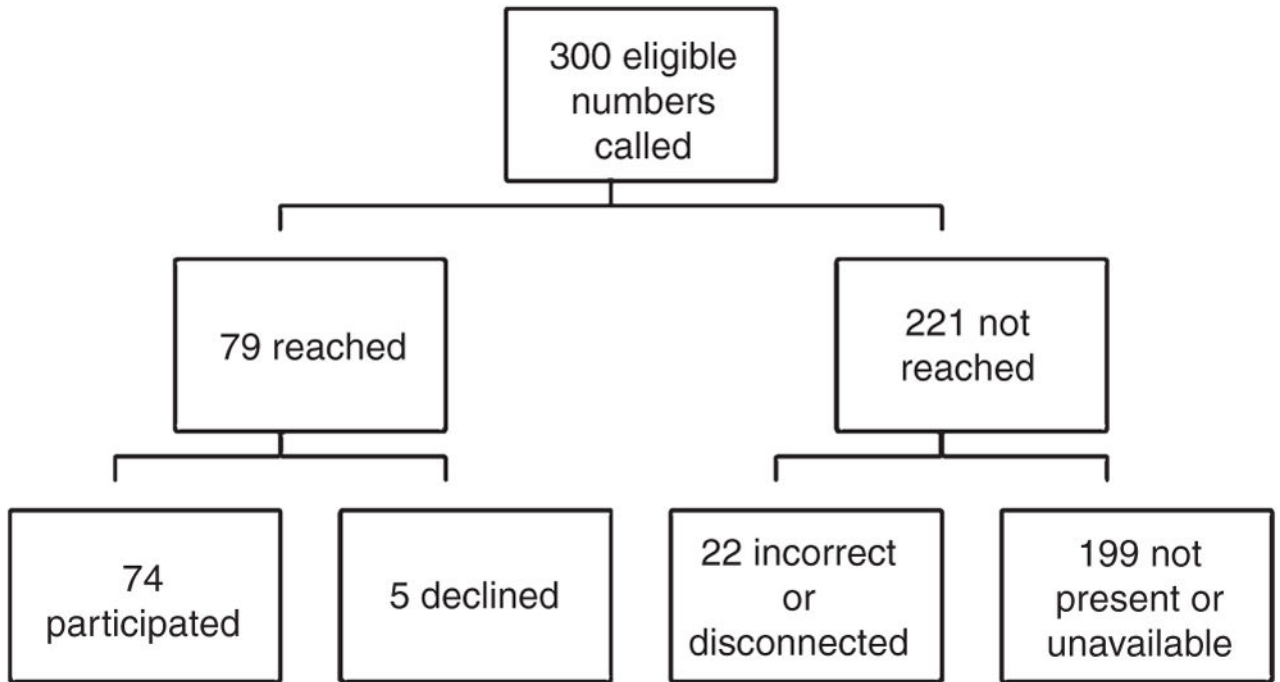 300 eligible
numbers
called
79 reached
221 not
reached
74
participated
5 declined
22 incorrect
or
disconnected
199 not
present or
unavailable